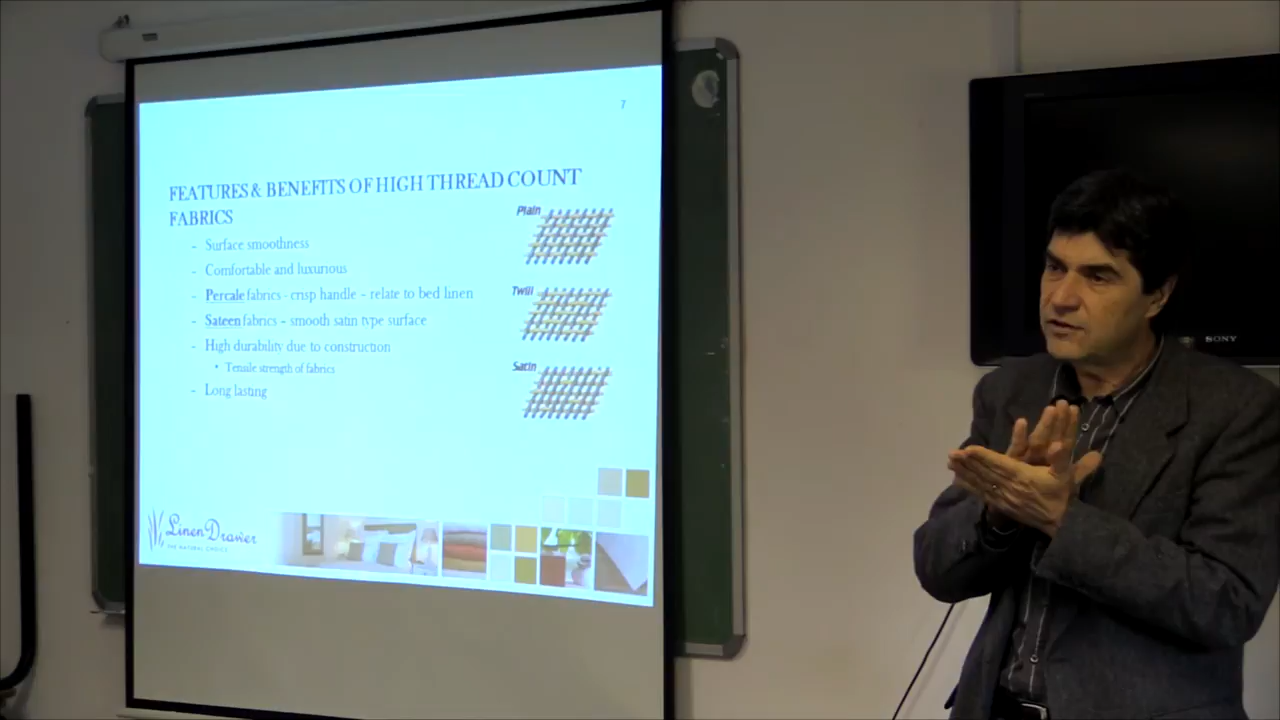 7
FEATURES & BENEFITS OF HIGH THREAD COUNT
FABRICS
- Surface smoothness
- Comfortable and luxurious
- Percale fabrics - crisp handle – relate to bed linen
- Sateen fabrics – smooth satin type surface
- High durability due to construction
• Tensile strength of fabrics
- Long lasting
Plain
Twill
Satin
Linen Drawer
THE NATURAL CHOICE
SONY